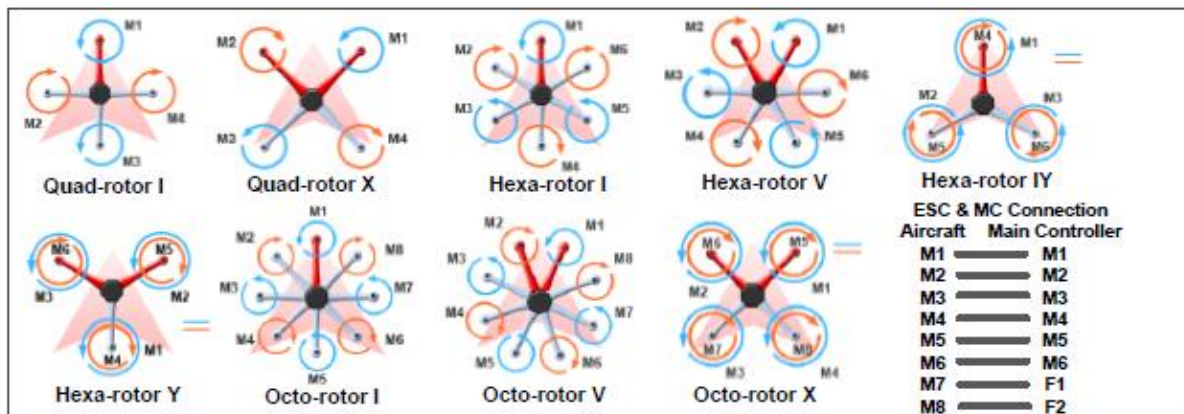 M1
M2
M8
M3
Quad-rotor I
M2
M1
M3
M4
Quad-rotor X
M1
M2
M6
M3
M5
M4
Hexa-rotor I
M2
M1
M3
M6
M4
M5
Hexa-rotor V
M4
M1
M2
M3
M5
M6
Hexa-rotor IY
M6
M5
M3
M2
M4
M1
Hexa-rotor Y
M1
M2
M8
M3
M7
M4
M6
M5
Octo-rotor I
M2
M1
M3
M8
M4
M7
M5
M6
Octo-rotor V
M6
M5
M2
M1
M7
M8
M3
M4
Octo-rotor X
ESC & MC Connection
Aircraft Main Controller
M1 M1
M2 M2
M3 M3
M4 M4
M5 M5
M6 M6
M7 F1
M8 F2